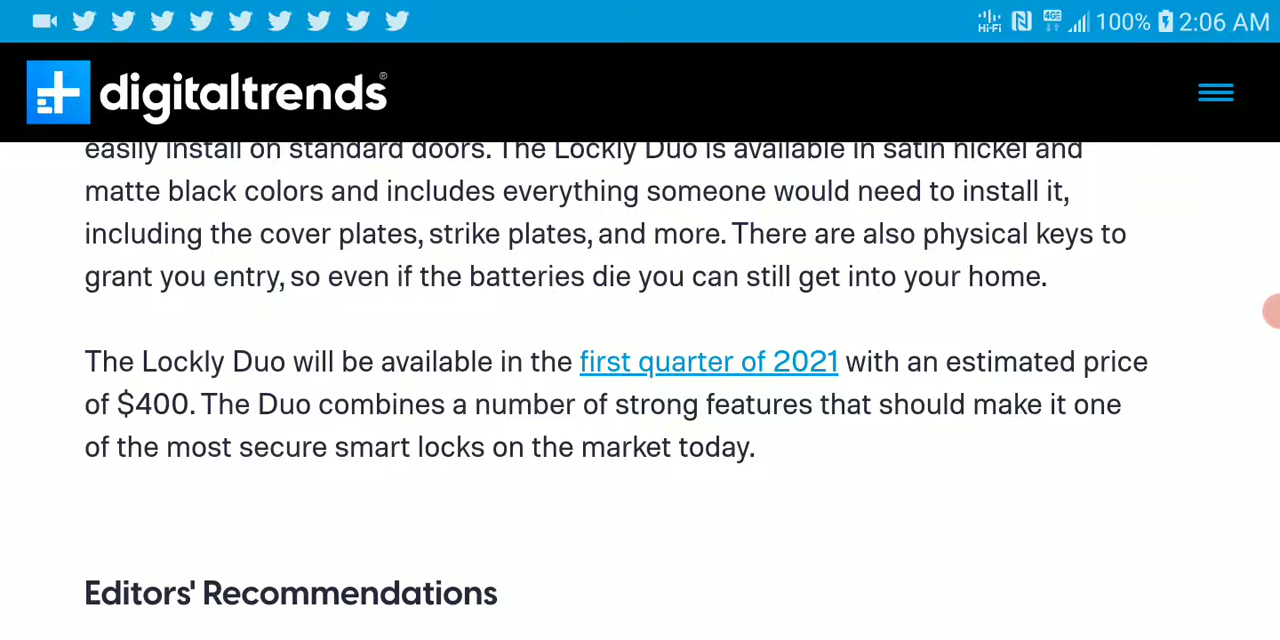 Hi-Fi 4GE 100% 2:06 AM
digitaltrends®
easily install on standard doors. The Lockly Duo is available in satin nickel and
matte black colors and includes everything someone would need to install it,
including the cover plates, strike plates, and more. There are also physical keys to
grant you entry, so even if the batteries die you can still get into your home.
The Lockly Duo will be available in the first quarter of 2021 with an estimated price
of $400. The Duo combines a number of strong features that should make it one
of the most secure smart locks on the market today.
Editors' Recommendations